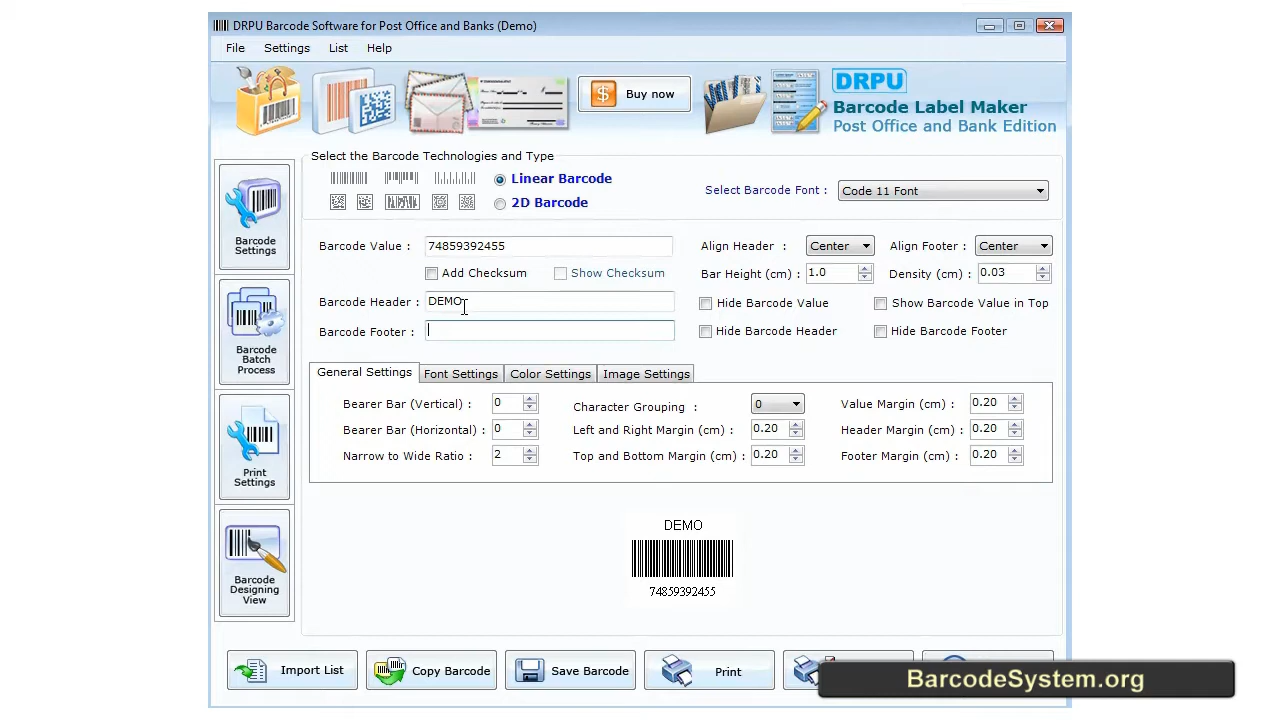 DRPU Barcode Software for Post Office and Banks (Demo)
File Settings List Help
Buy now
DRPU
Barcode Label Maker
Post Office and Bank Edition
Select the Barcode Technologies and Type
Linear Barcode
2D Barcode
Select Barcode Font : Code 11 Font
Barcode Settings
Barcode Batch Process
Print Settings
Barcode Designing View
Barcode Value : 74859392455
Align Header : Center Align Footer : Center
Add Checksum Show Checksum
Bar Height (cm) : 1.0 Density (cm) : 0.03
Barcode Header : DEMO
Hide Barcode Value Show Barcode Value in Top
Barcode Footer :
Hide Barcode Header Hide Barcode Footer
General Settings Font Settings Color Settings Image Settings
Bearer Bar (Vertical) : 0 Character Grouping : 0 Value Margin (cm) : 0.20
Bearer Bar (Horizontal) : 0 Left and Right Margin (cm) : 0.20 Header Margin (cm) : 0.20
Narrow to Wide Ratio : 2 Top and Bottom Margin (cm) : 0.20 Footer Margin (cm) : 0.20
DEMO
74859392455
Import List Copy Barcode Save Barcode Print
BarcodeSystem.org